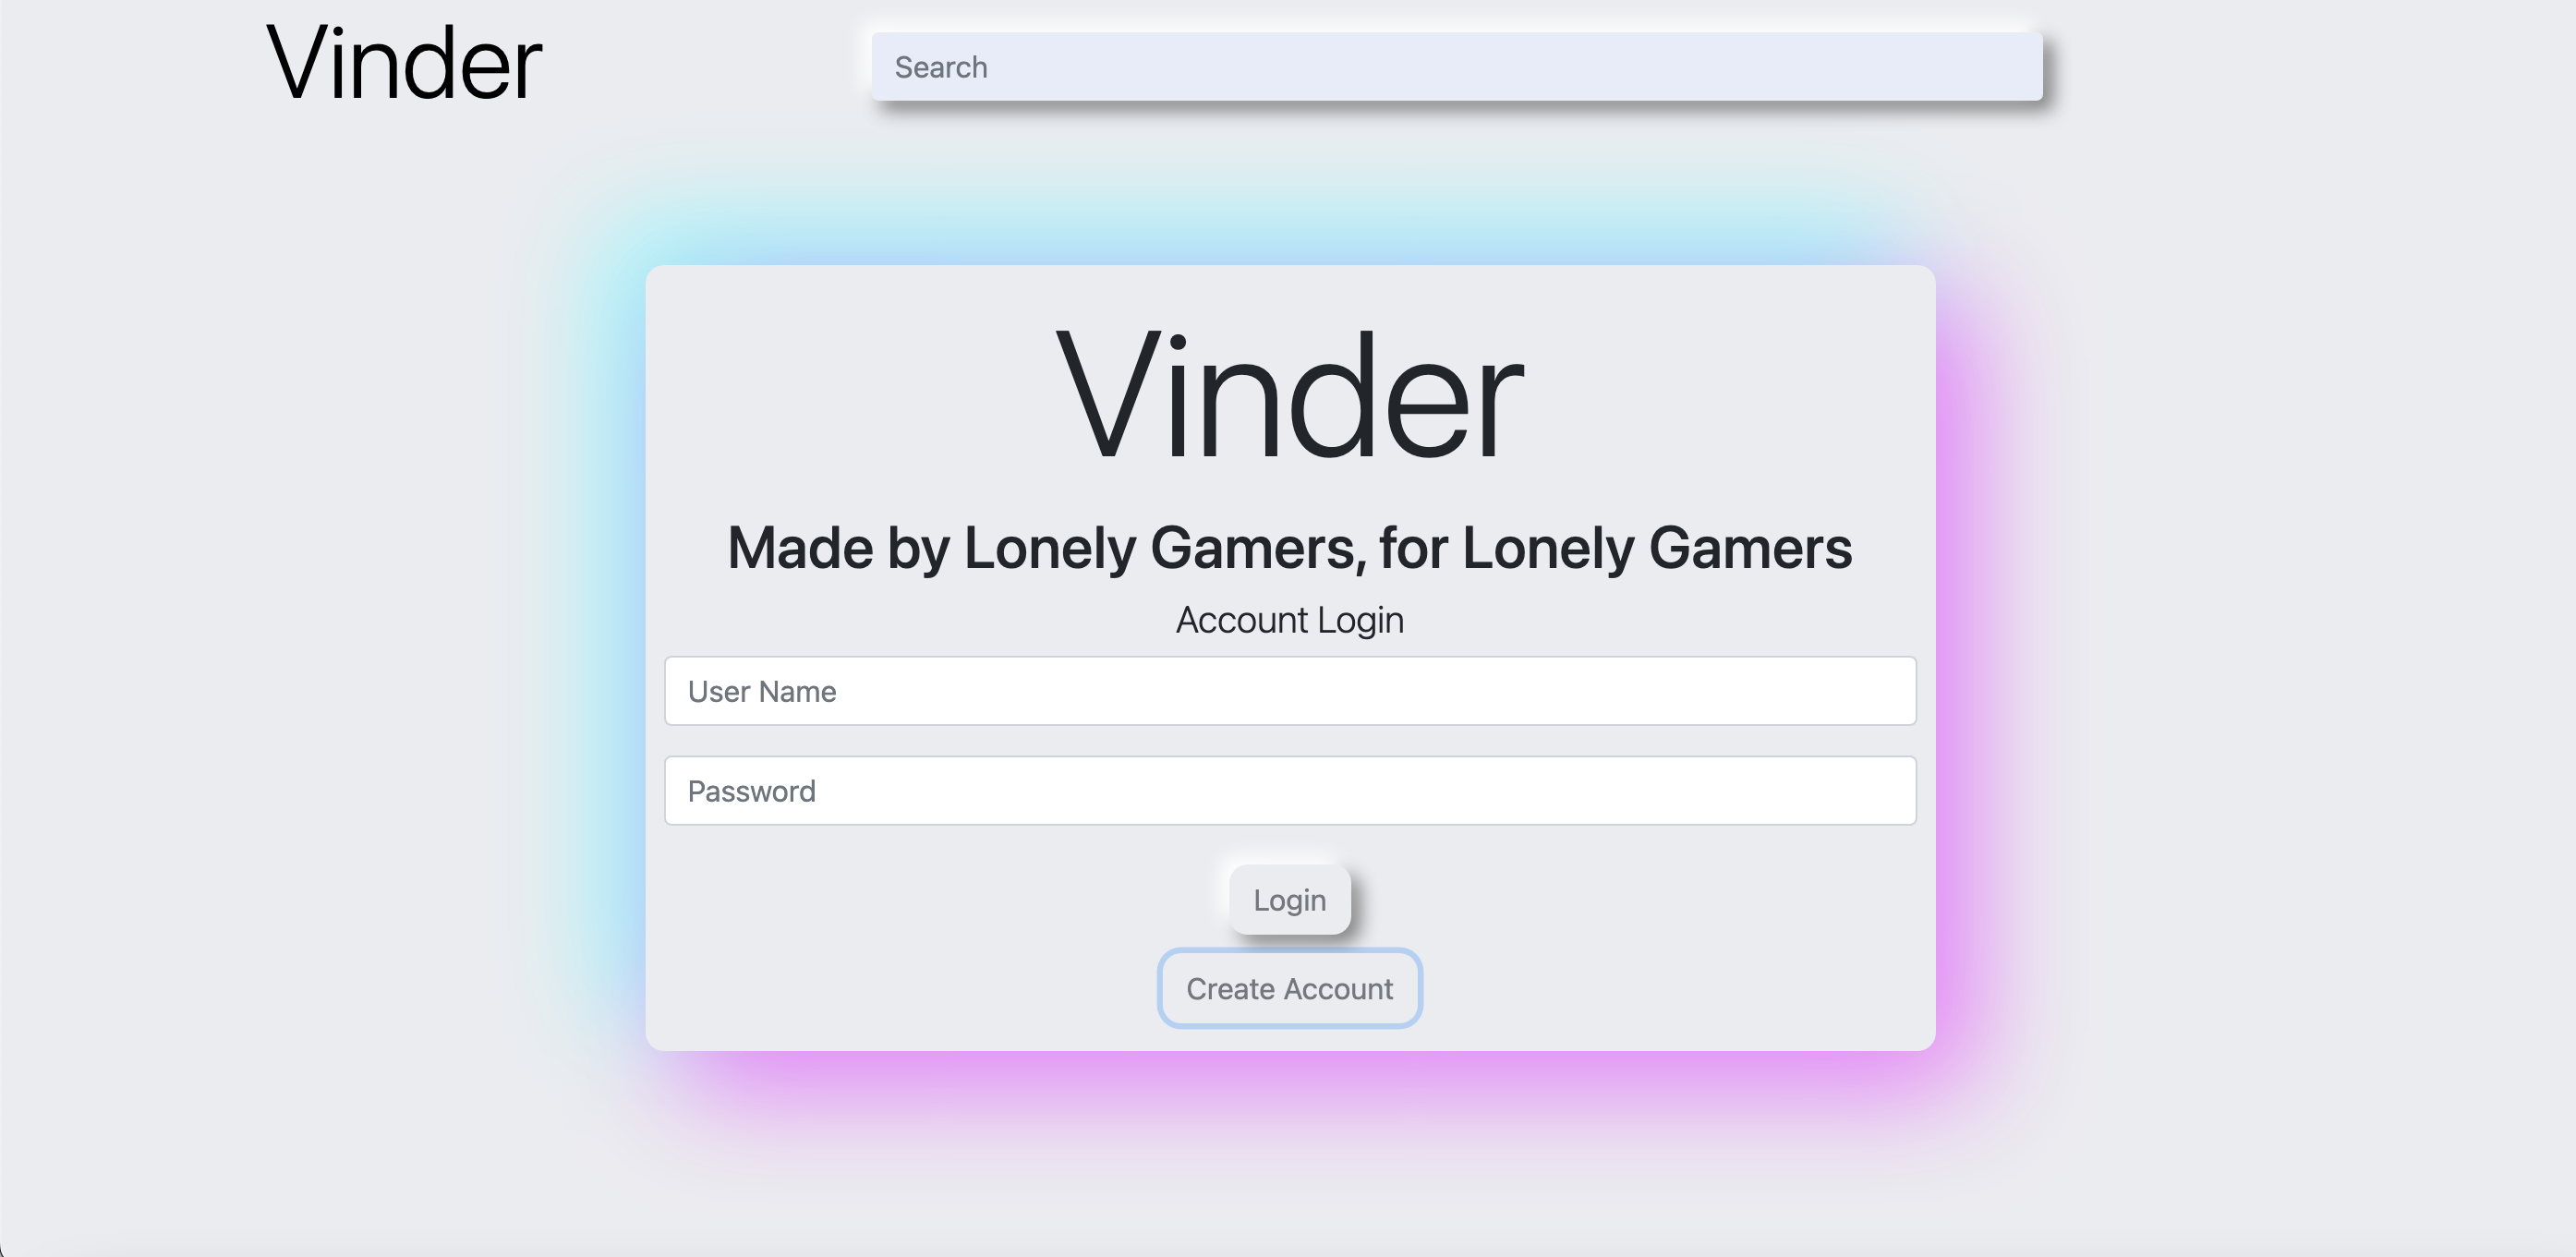 Vinder
Search
Vinder
Made by Lonely Gamers, for Lonely Gamers
Account Login
User Name
Password
Login
Create Account